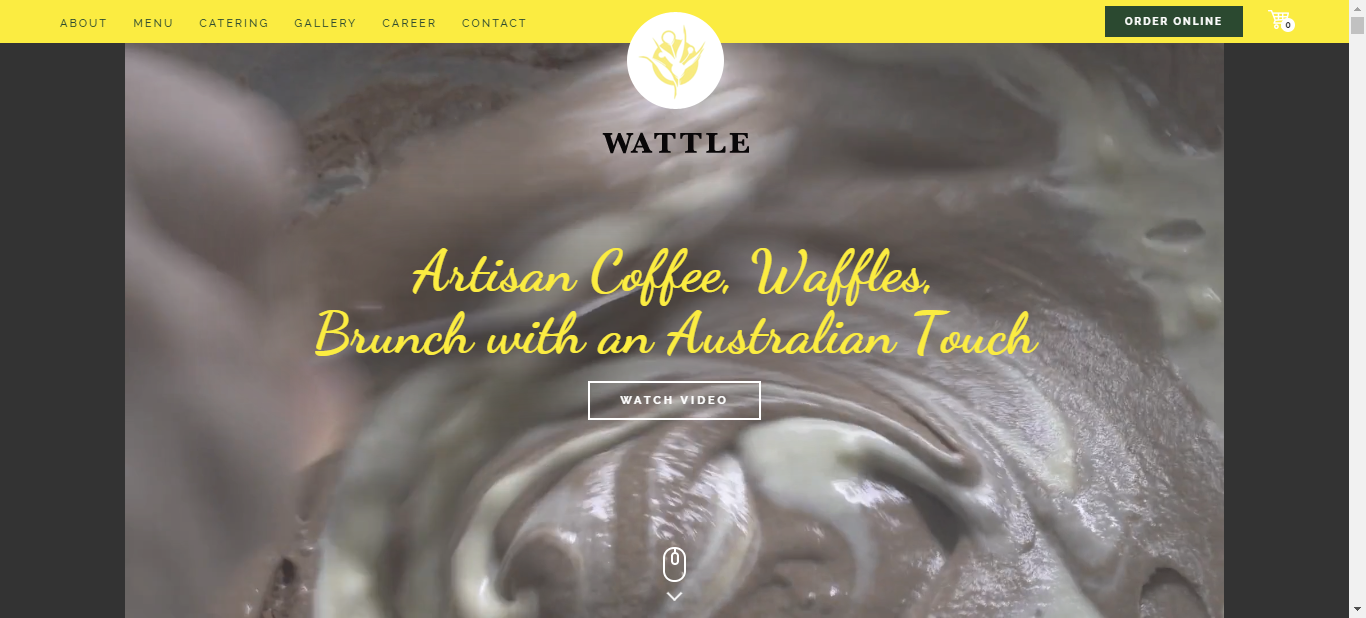 ABOUT MENU CATERING GALLERY CAREER CONTACT
ORDER ONLINE
0
WATTLE
Artisan Coffee, Waffles,
Brunch with an Australian Touch
WATCH VIDEO